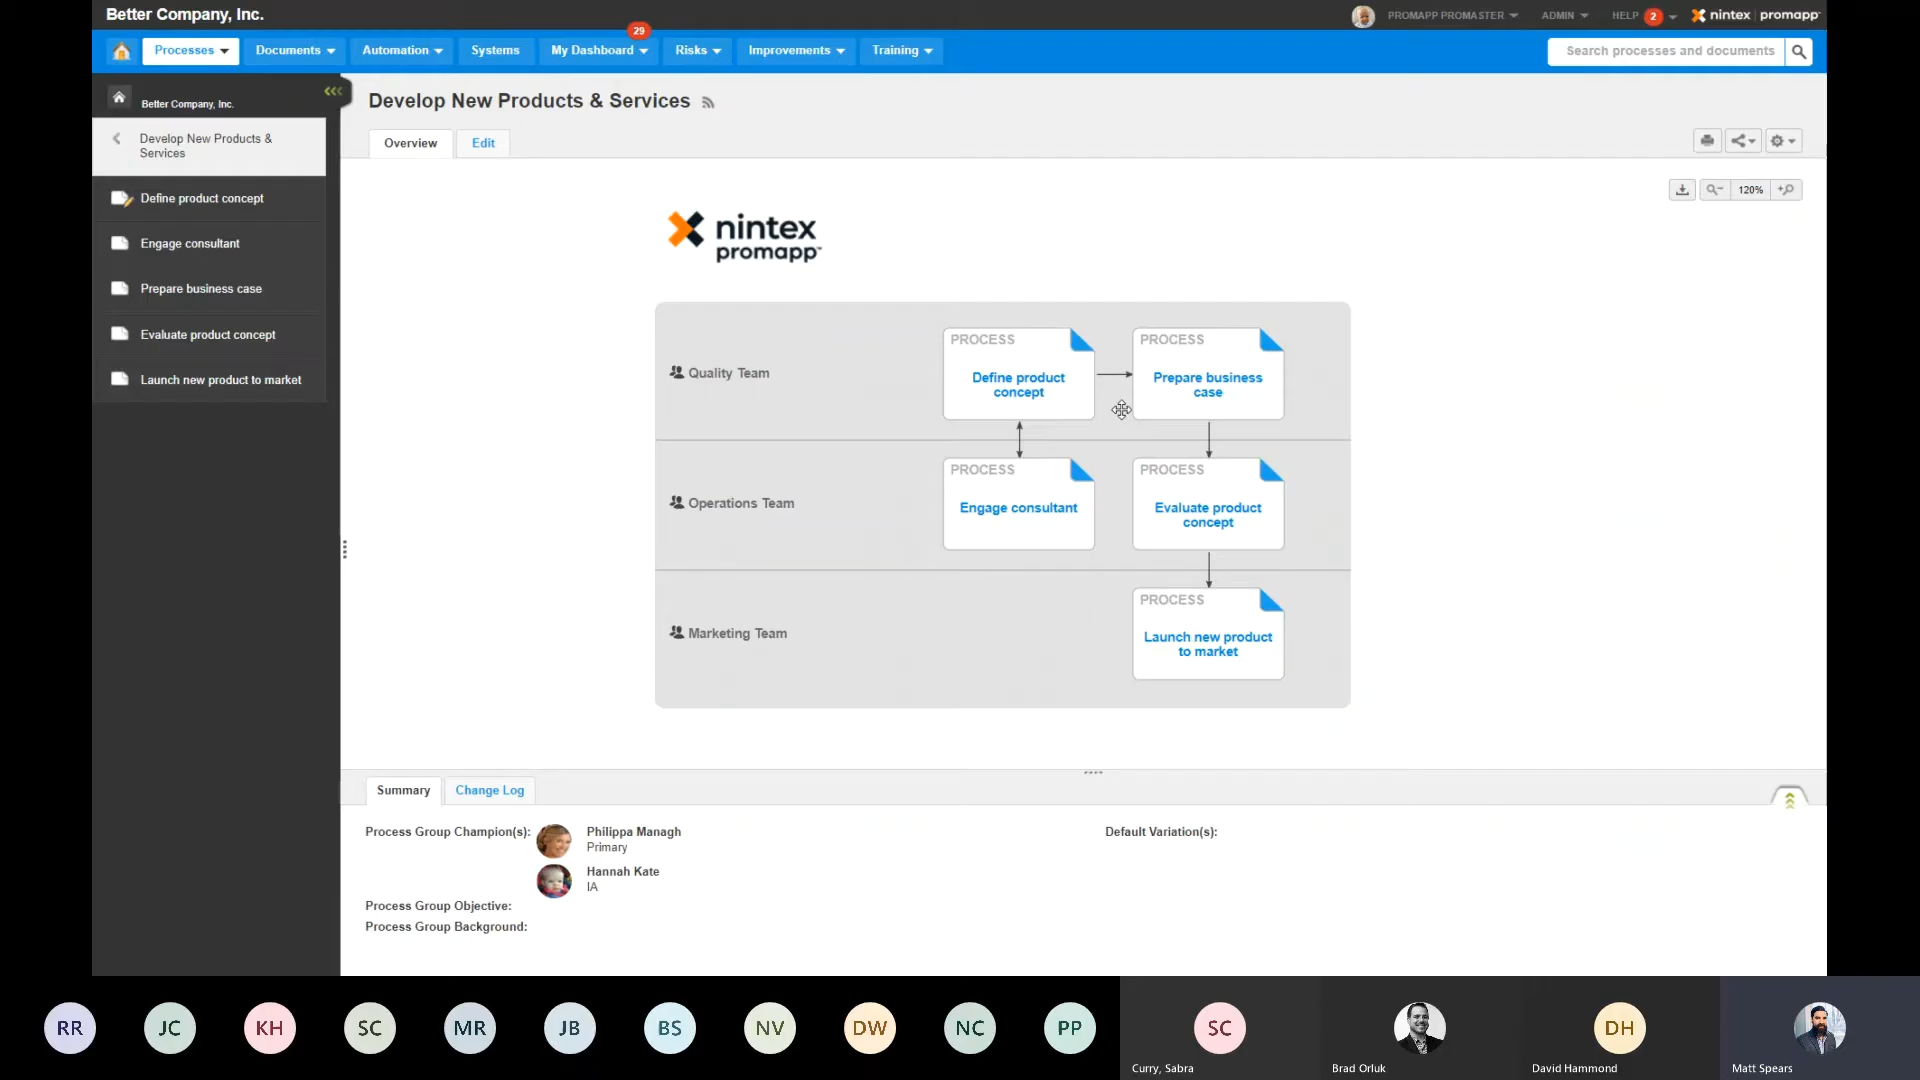 Better Company, Inc.
PROMAPP PROMASTER
ADMIN
HELP 2
nintex promapp
Processes
Documents
Automation
Systems
My Dashboard
29
Risks
Improvements
Training
Search processes and documents
Better Company, Inc.
Develop New Products &
Services
Define product concept
Engage consultant
Prepare business case
Evaluate product concept
Launch new product to market
Develop New Products & Services
Overview
Edit
120%
nintex
promapp
Quality Team
PROCESS
Define product
concept
PROCESS
Prepare business
case
Operations Team
PROCESS
Engage consultant
PROCESS
Evaluate product
concept
Marketing Team
PROCESS
Launch new product
to market
Summary
Change Log
Process Group Champion(s):
Philippa Managh
Primary
Hannah Kate
IA
Default Variation(s):
Process Group Objective:
Process Group Background:
RR
JC
KH
SC
MR
JB
BS
NV
DW
NC
PP
SC
Curry, Sabra
Brad Orluk
DH
David Hammond
Matt Spears